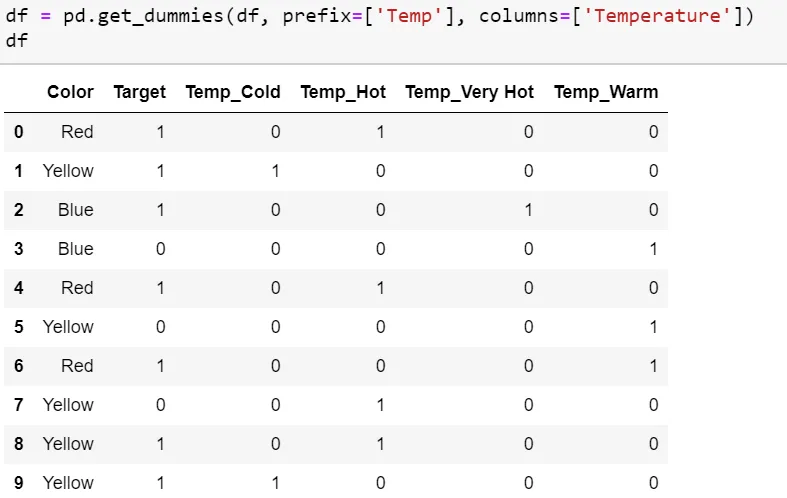 df = pd.get_dummies(df, prefix=['Temp'], columns=['Temperature'])
df
Color Target Temp_Cold Temp_Hot Temp_Very Hot Temp_Warm
0 Red 1 0 1 0 0
1 Yellow 1 1 0 0 0
2 Blue 1 0 0 1 0
3 Blue 0 0 0 0 1
4 Red 1 0 1 0 0
5 Yellow 0 0 0 0 1
6 Red 1 0 0 0 1
7 Yellow 0 0 1 0 0
8 Yellow 1 0 1 0 0
9 Yellow 1 1 0 0 0